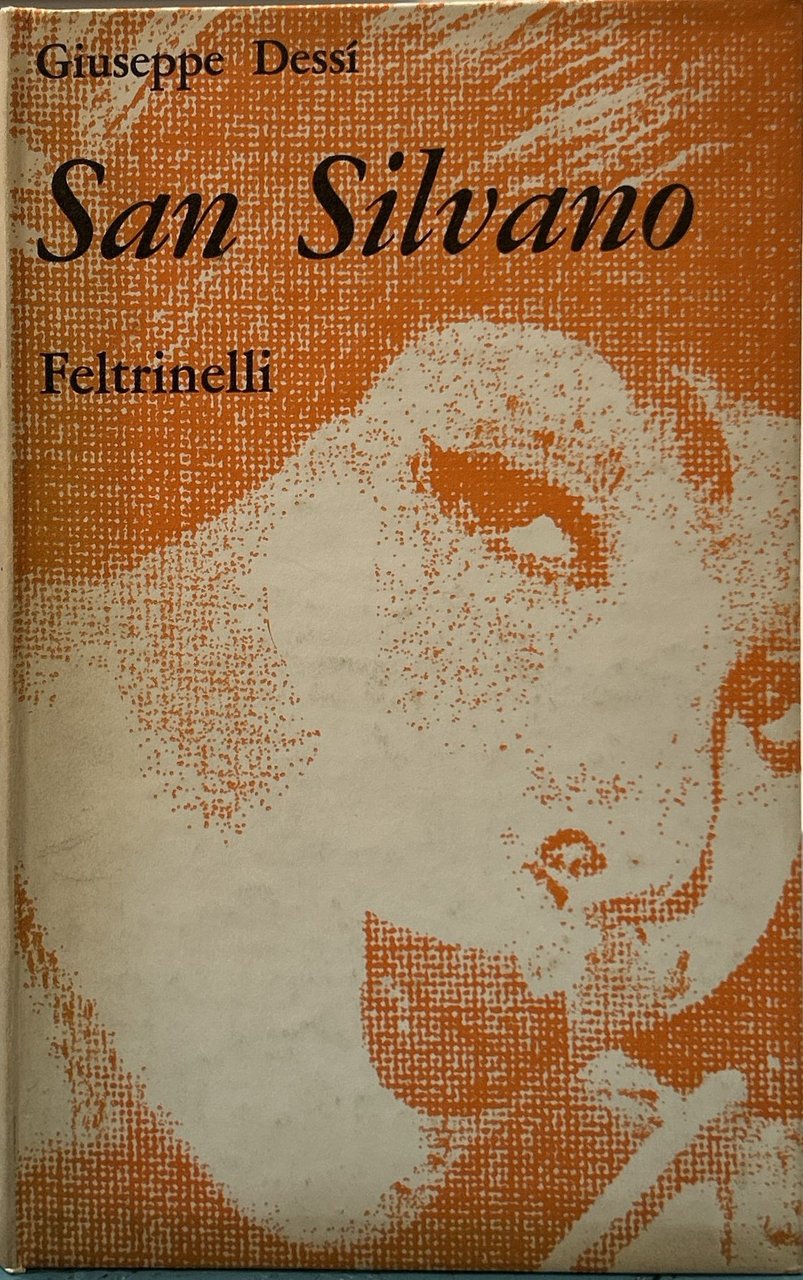 Giuseppe Dessí
San Silvano
Feltrinelli